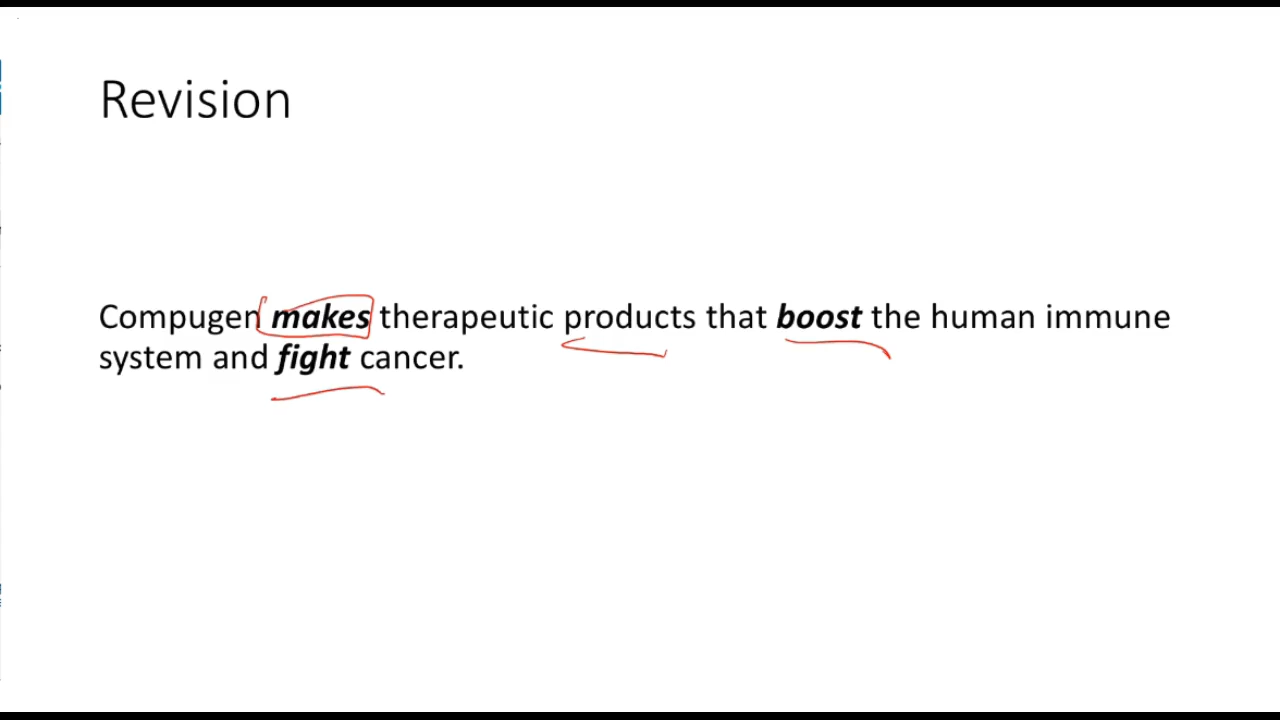 Revision
Compugen makes therapeutic products that boost the human immune
system and fight cancer.